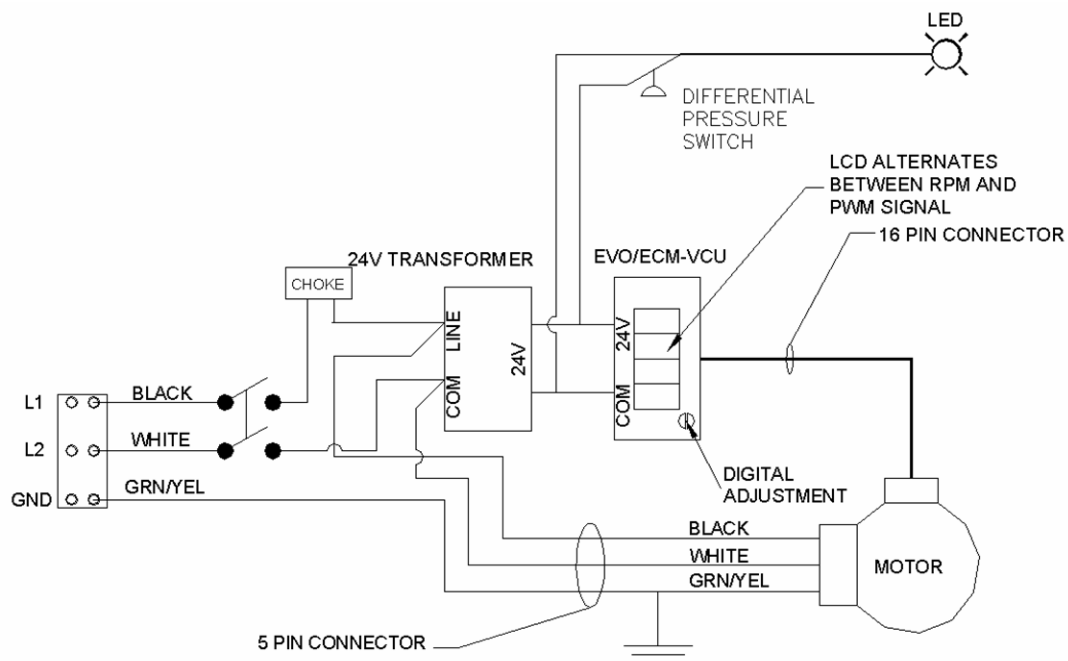 LED
DIFFERENTIAL
PRESSURE
SWITCH
LCD ALTERNATES
BETWEEN RPM AND
PWM SIGNAL
16 PIN CONNECTOR
24V TRANSFORMER
EVO/ECM-VCU
CHOKE
LINE
COM
24V
24V
COM
L1
BLACK
L2
WHITE
GND
GRN/YEL
DIGITAL
ADJUSTMENT
BLACK
WHITE
GRN/YEL
MOTOR
5 PIN CONNECTOR